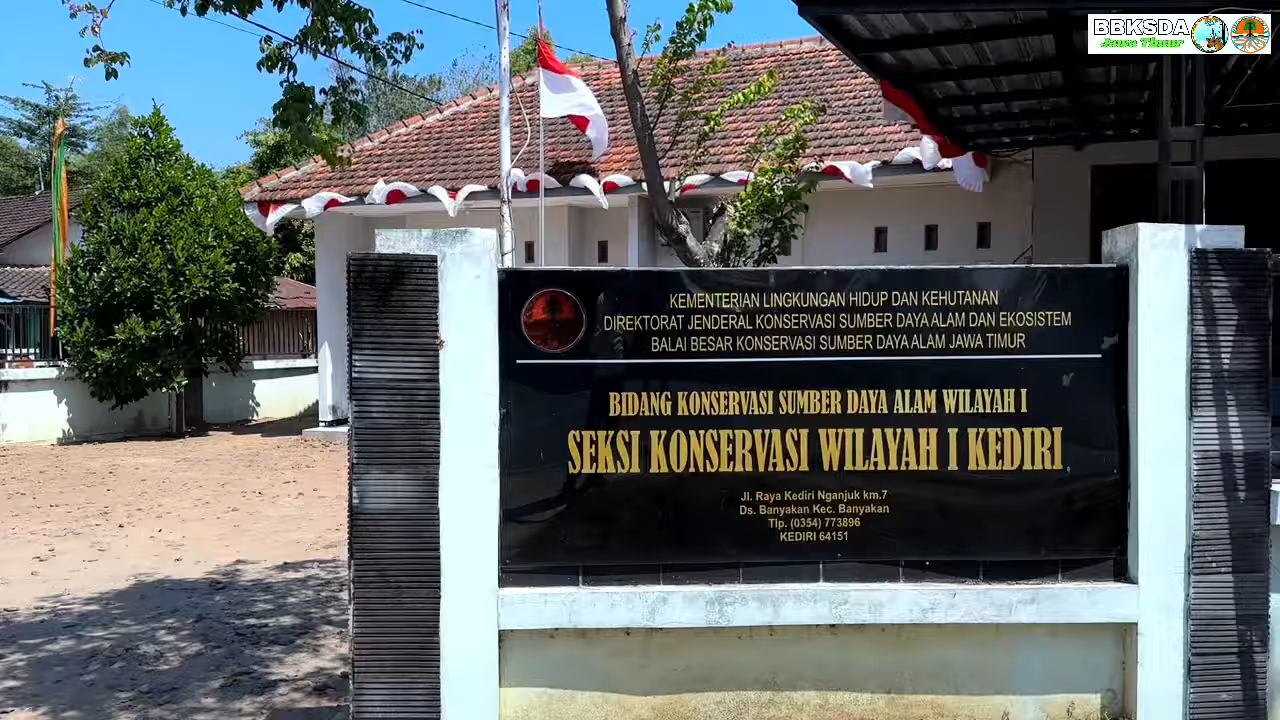 BBKSDA
Jawa Timur
KEMENTERIAN LINGKUNGAN HIDUP DAN KEHUTANAN
DIREKTORAT JENDERAL KONSERVASI SUMBER DAYA ALAM DAN EKOSISTEM
BALAI BESAR KONSERVASI SUMBER DAYA ALAM JAWA TIMUR
BIDANG KONSERVASI SUMBER DAYA ALAM WILAYAH I
SEKSI KONSERVASI WILAYAH I KEDIRI
Jl. Raya Kediri Nganjuk km.7
Ds. Banyakan Kec. Banyakan
Tlp. (0354) 773896
KEDIRI 64151